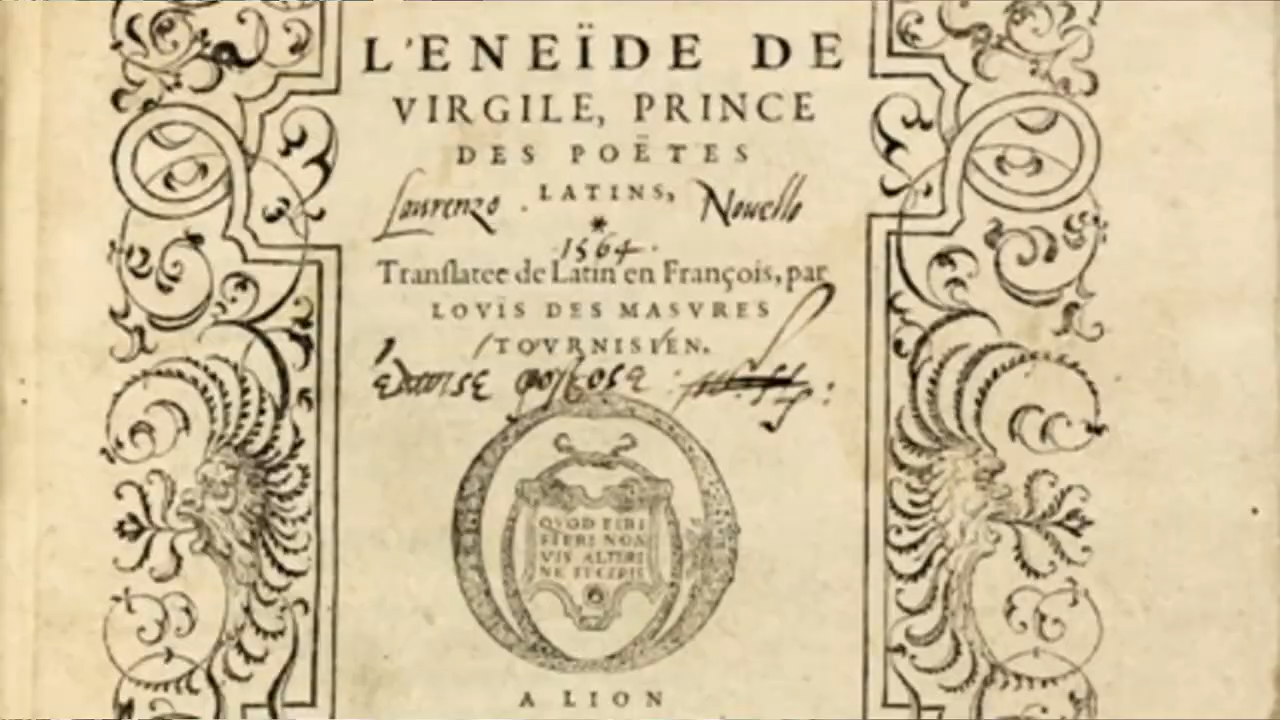 L'ENEÏDE DE
VIRGILE, PRINCE
DES POËTES
LATINS,
Laurenzo Nouello
*
1564.
Translatee de Latin en François, par
LOVÏS DES MASVRES
TOVRNISIEN.
QVOD TIBI
FIERI NON
VIS ALTERI
NE FECERIS
A LION